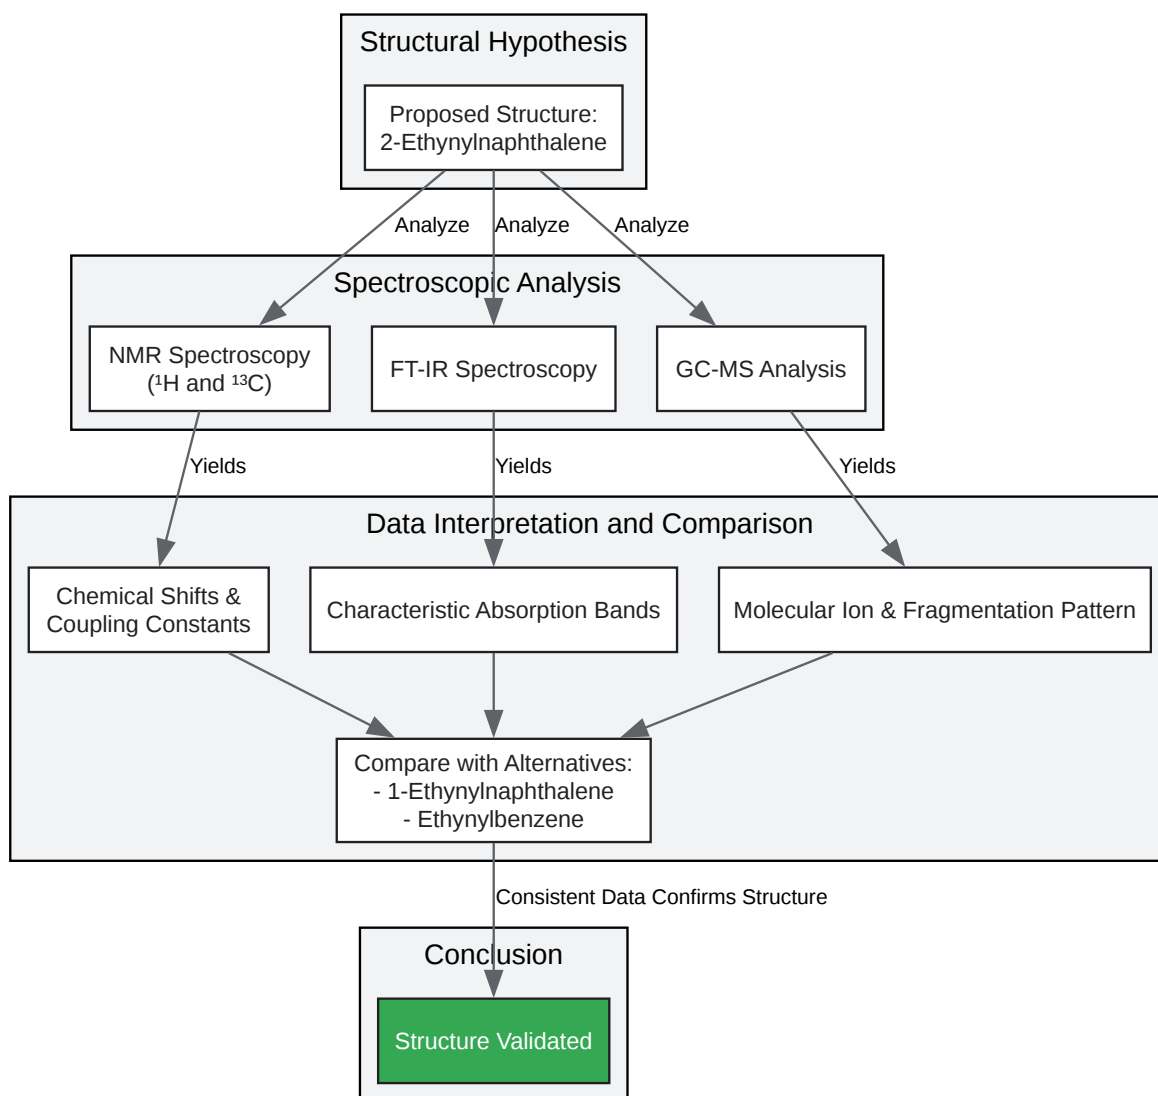 Structural Hypothesis
Proposed Structure:
2-Ethynylnaphthalene
Analyze
Analyze
Analyze
Spectroscopic Analysis
NMR Spectroscopy
(¹H and ¹³C)
FT-IR Spectroscopy
GC-MS Analysis
Yields
Yields
Yields
Data Interpretation and Comparison
Chemical Shifts &
Coupling Constants
Characteristic Absorption Bands
Molecular Ion & Fragmentation Pattern
Compare with Alternatives:
- 1-Ethynylnaphthalene
- Ethynylbenzene
Consistent Data Confirms Structure
Conclusion
Structure Validated